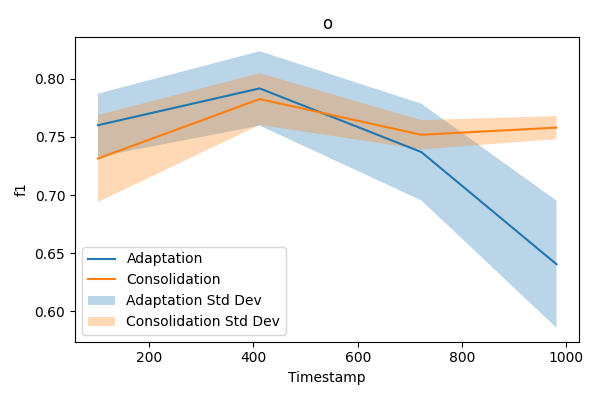 o
f1
0.80
0.75
0.70
0.65
0.60
Adaptation
Consolidation
Adaptation Std Dev
Consolidation Std Dev
200
400
600
800
1000
Timestamp